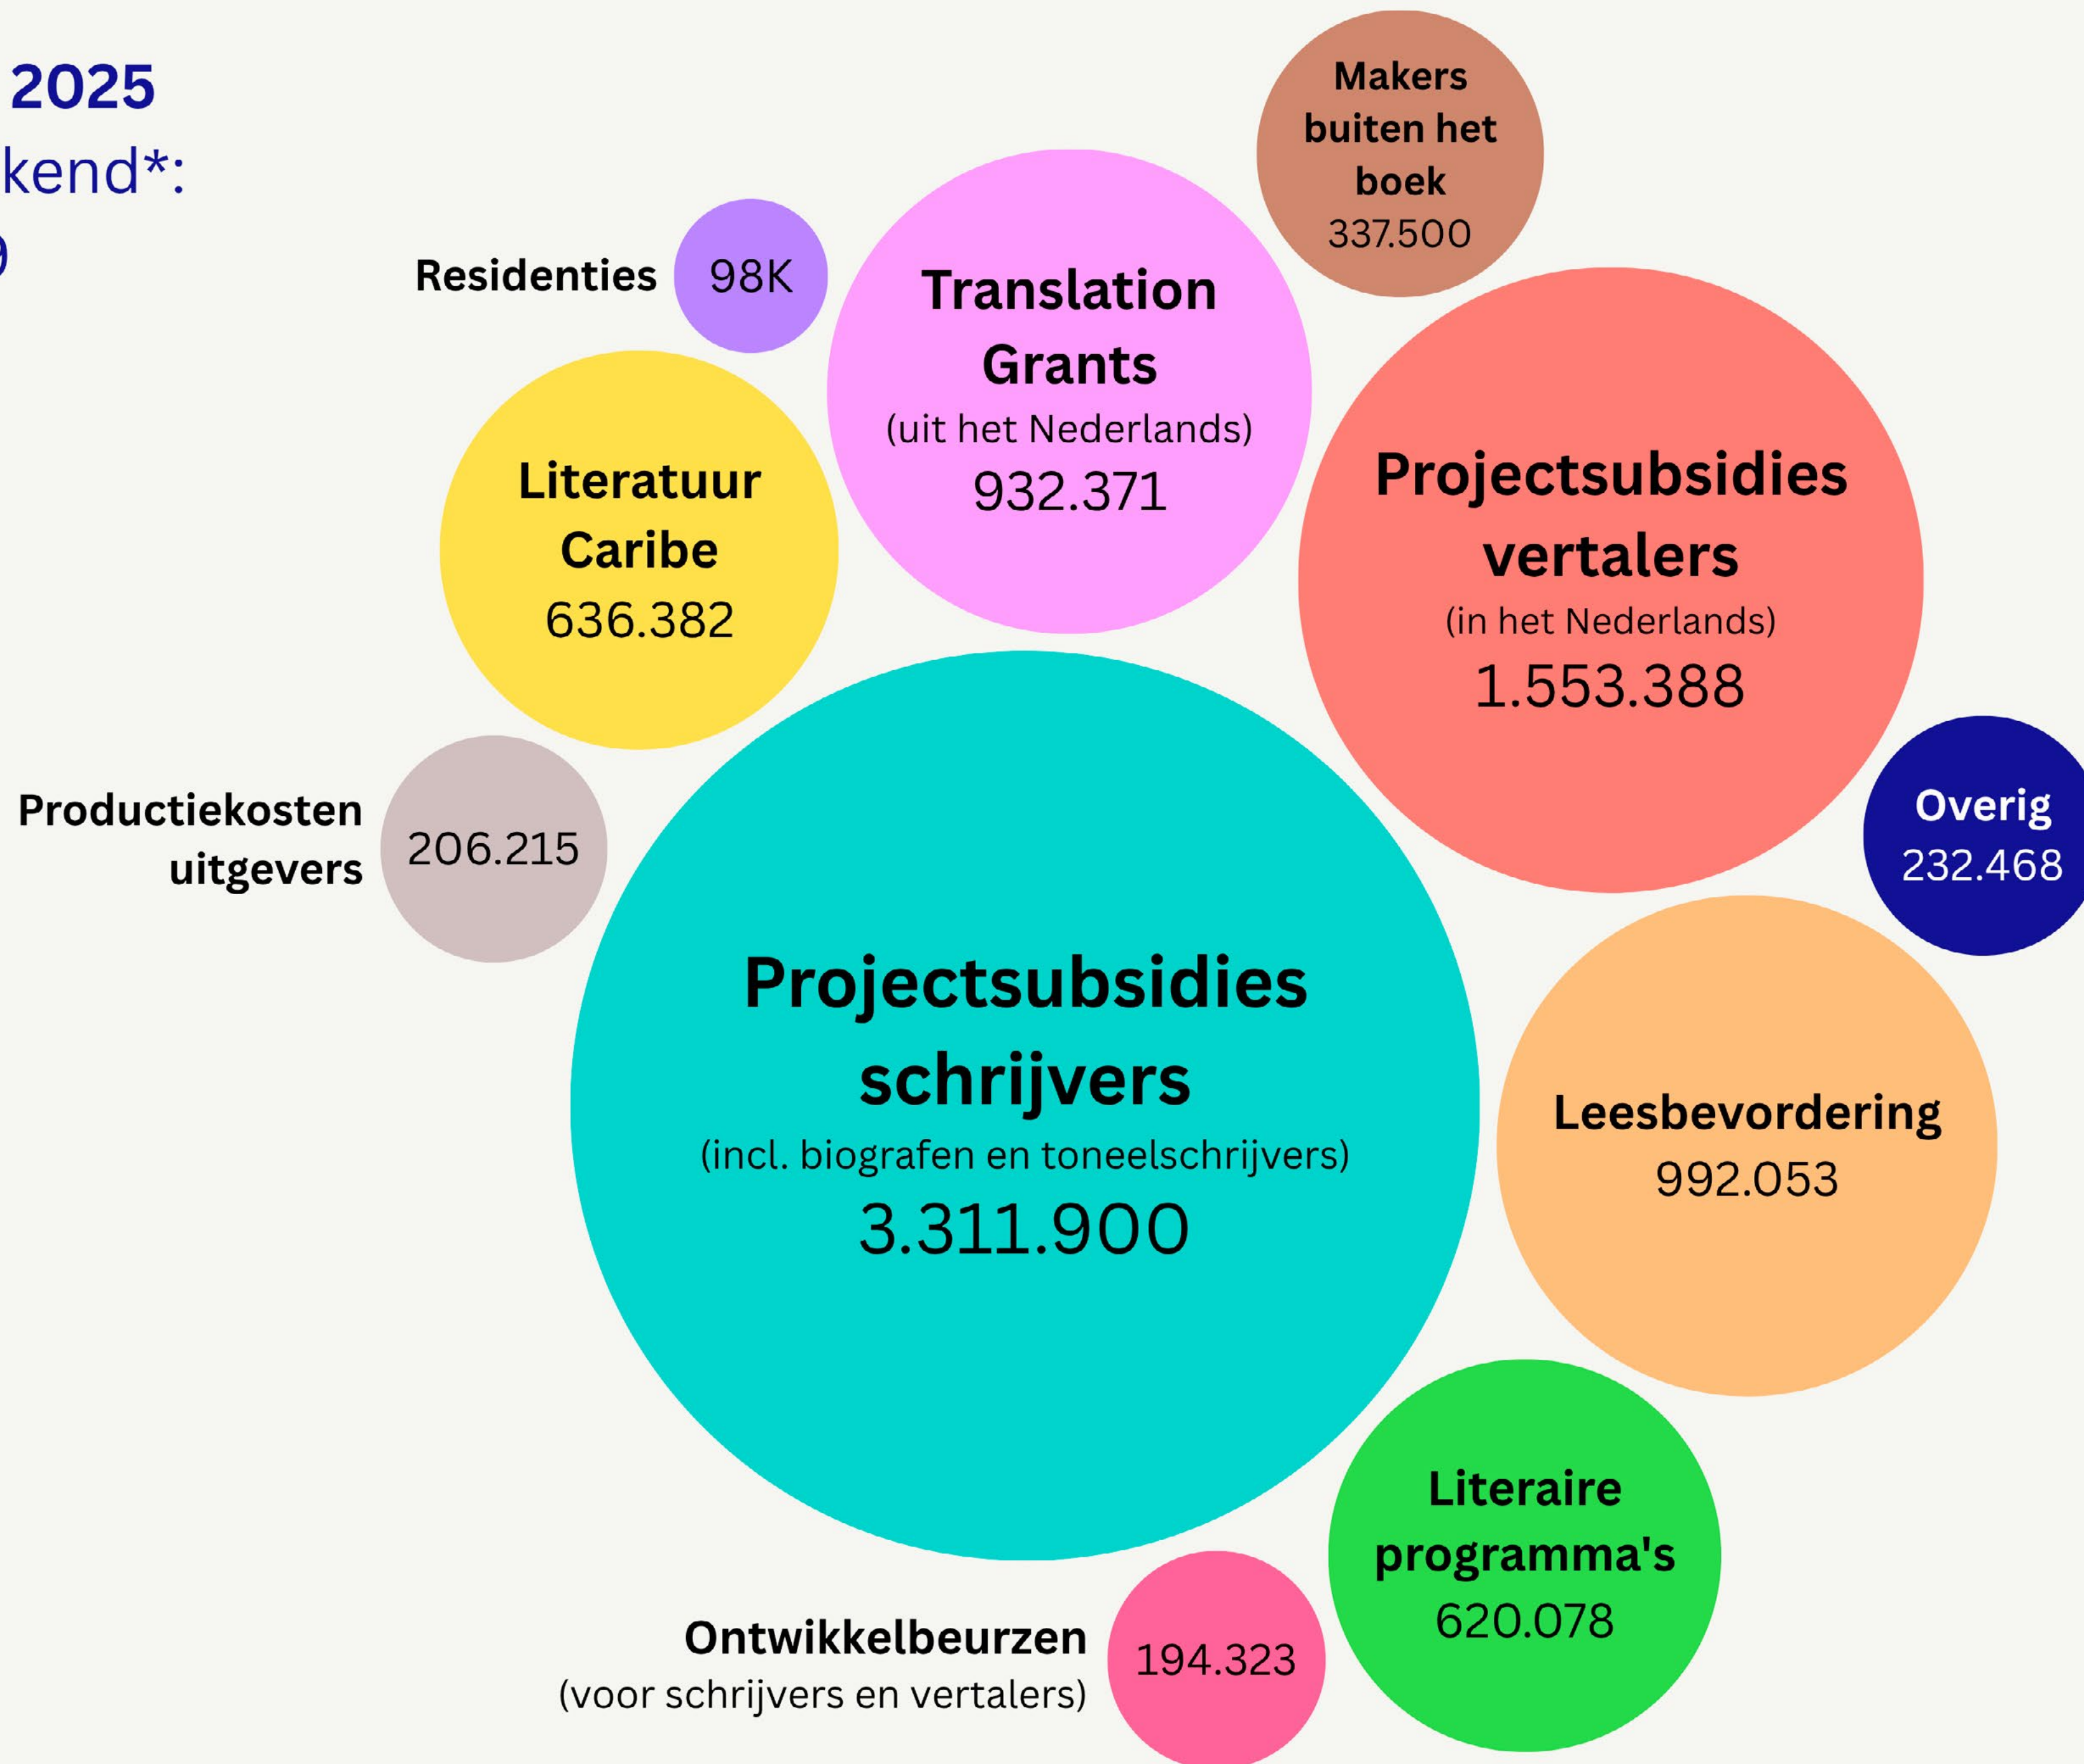 2025
kend*:
9
Makers
buiten het
boek
337.500
Residenties
98K
Translation
Grants
(uit het Nederlands)
932.371
Literatuur
Caribe
636.382
Projectsubsidies
vertalers
(in het Nederlands)
1.553.388
Productiekosten
uitgevers
206.215
Overig
232.468
Projectsubsidies
schrijvers
(incl. biografen en toneelschrijvers)
3.311.900
Leesbevordering
992.053
Literaire
programma's
620.078
Ontwikkelbeurzen
(voor schrijvers en vertalers)
194.323